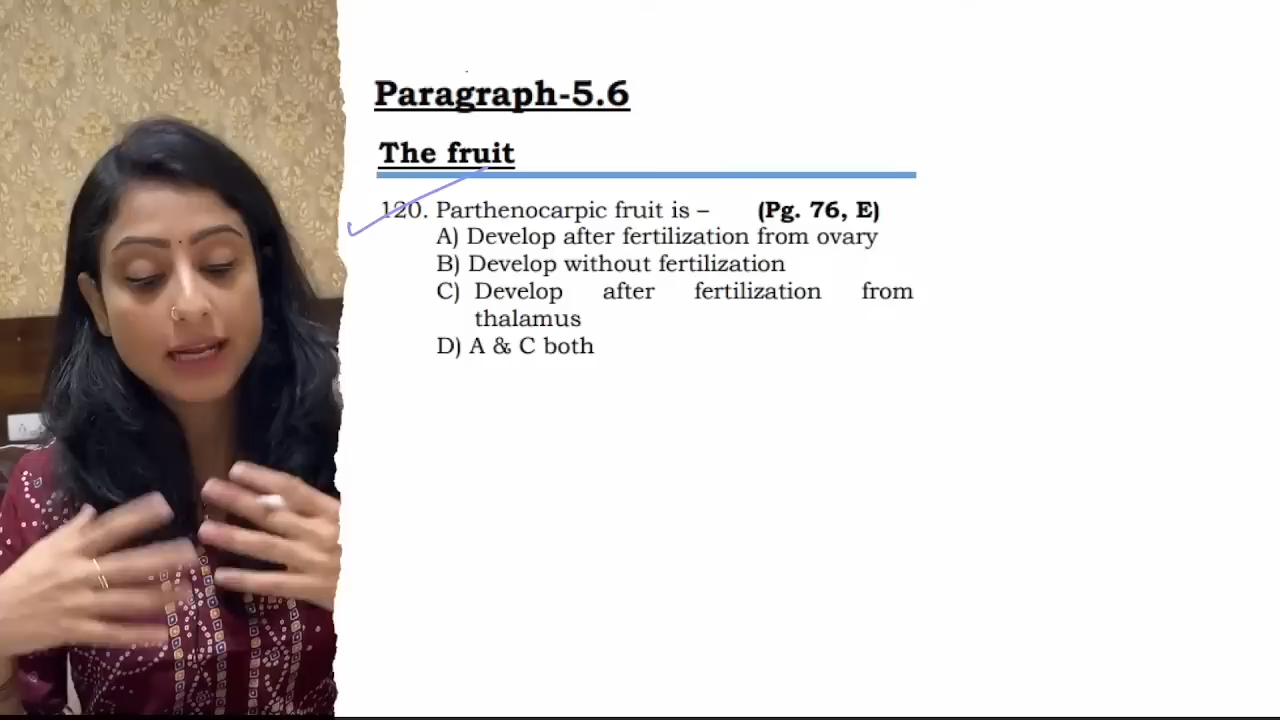 Paragraph-5.6
The fruit
120. Parthenocarpic fruit is – (Pg. 76, E)
A) Develop after fertilization from ovary
B) Develop without fertilization
C) Develop after fertilization from
thalamus
D) A & C both